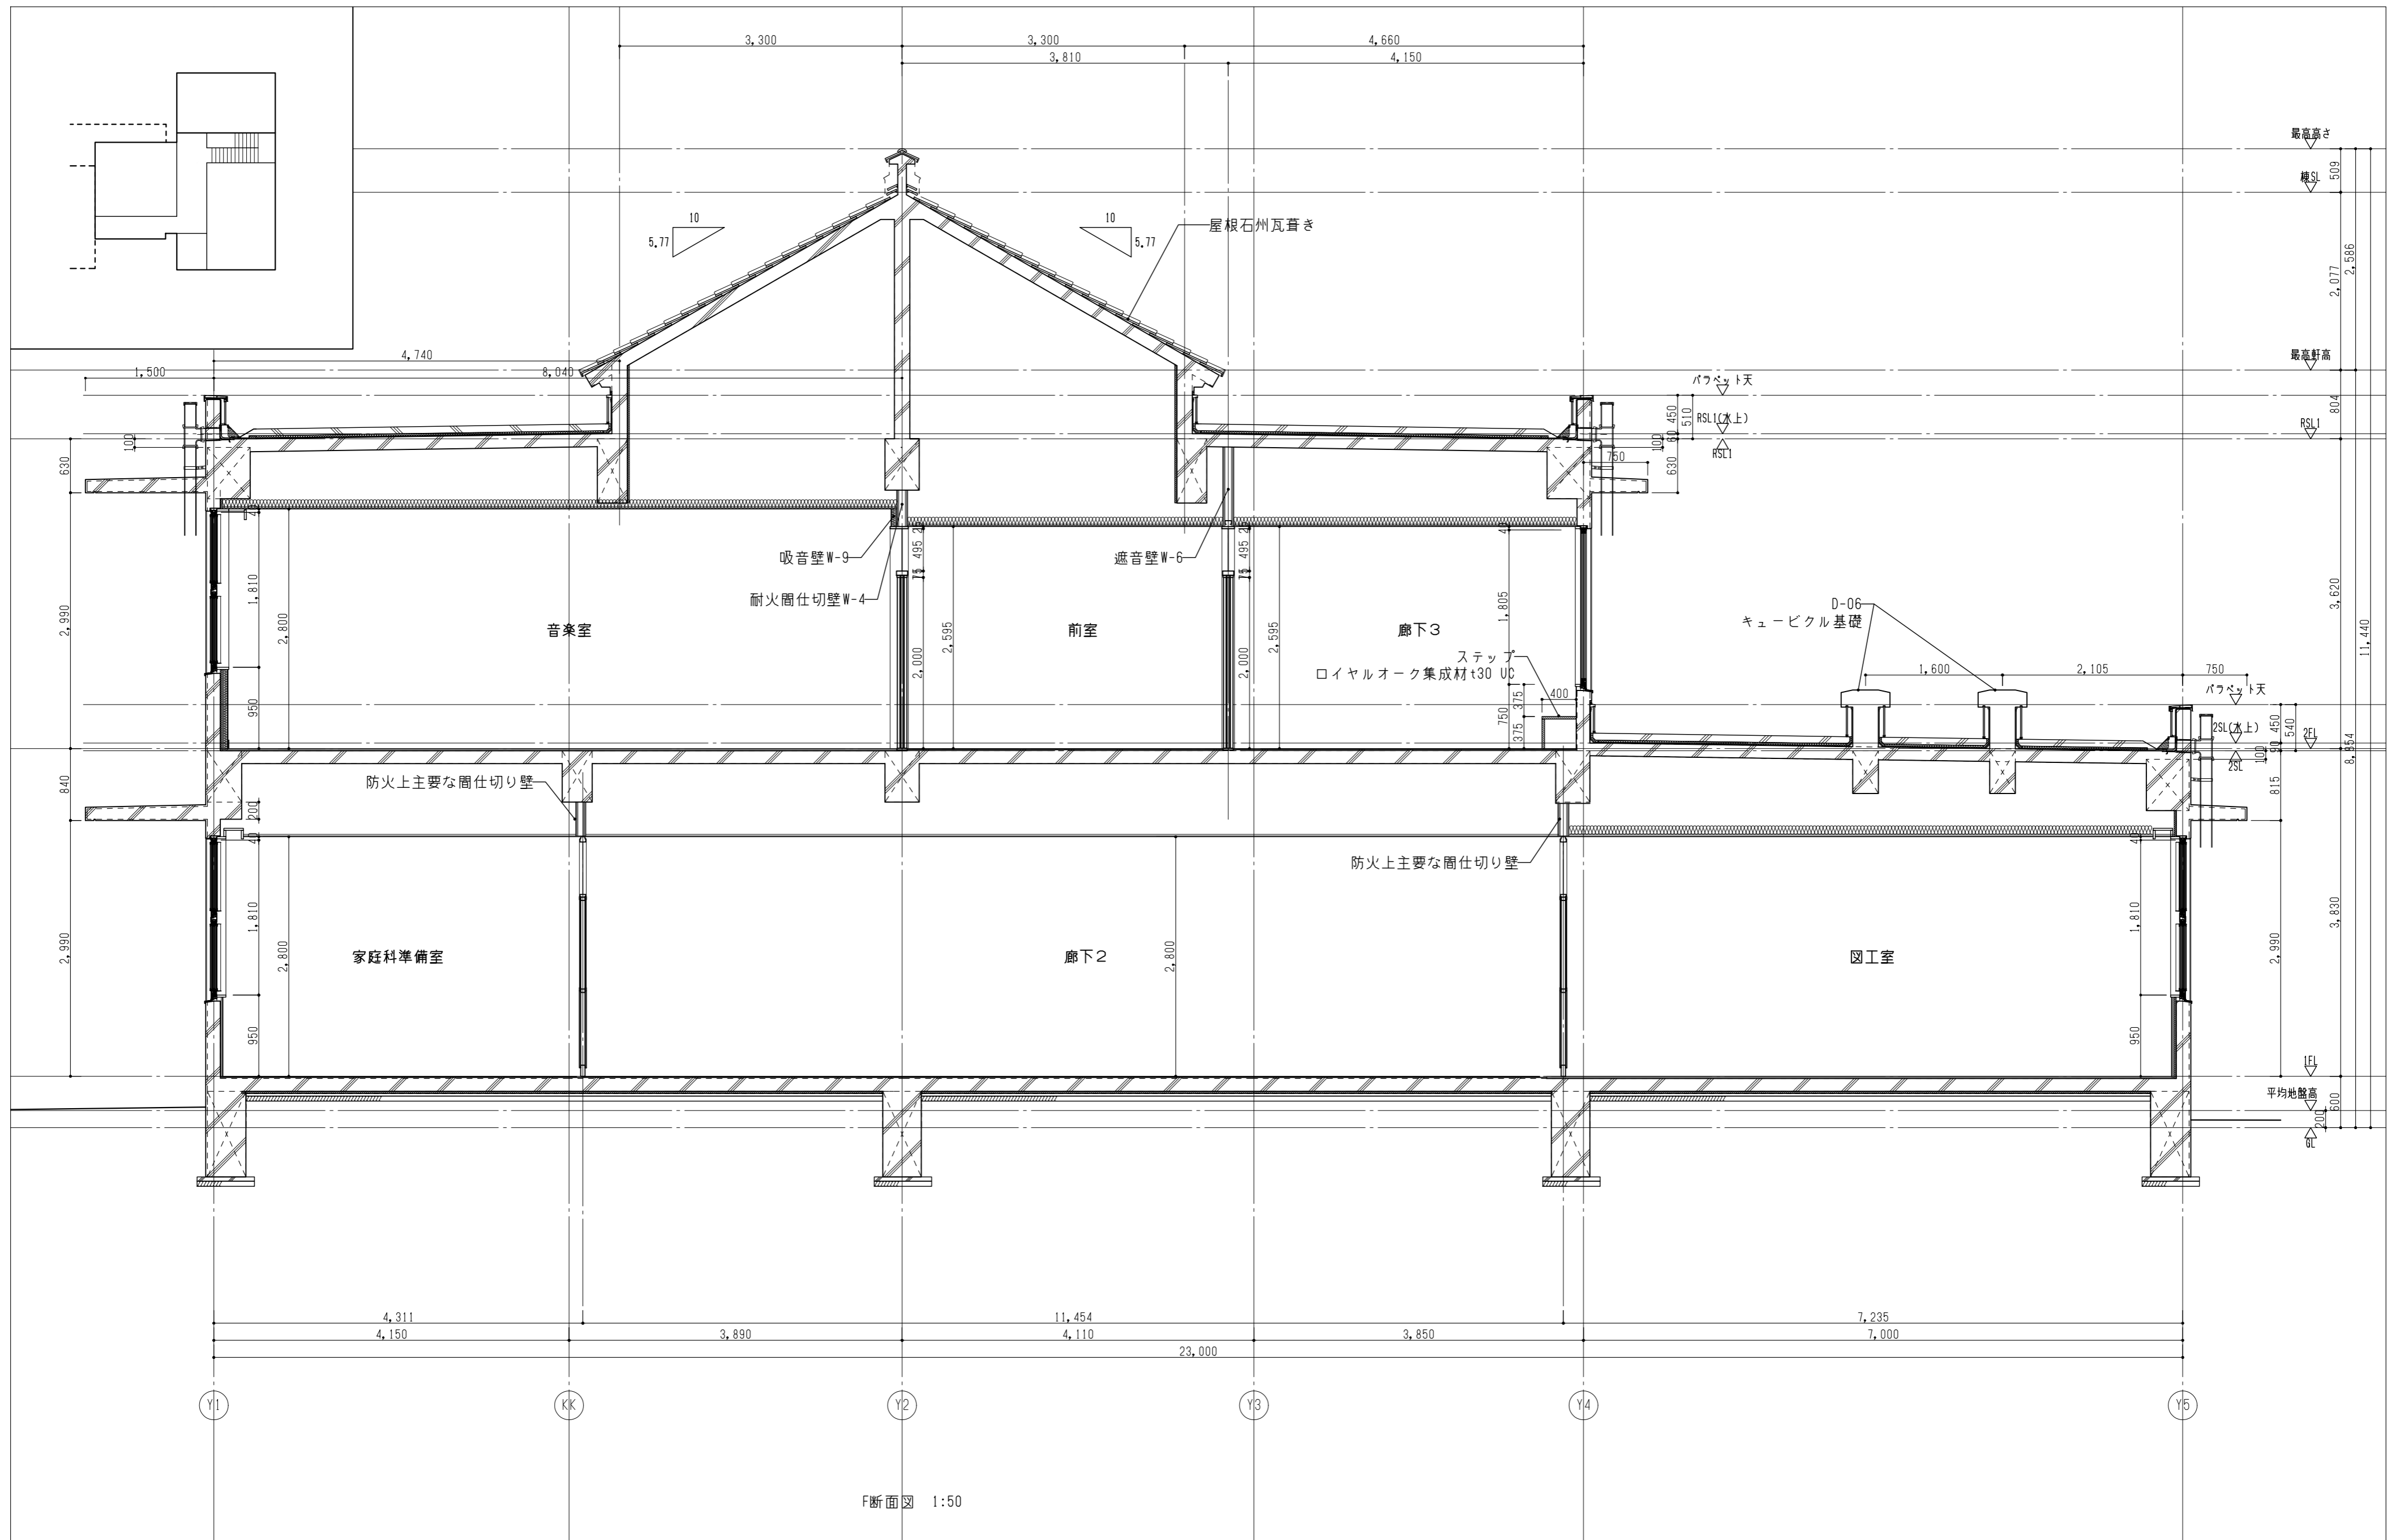 3,300
3,300
4,660
3,810
4,150
最高高さ
509
棟SL
10
5.77
10
5.77
屋根石州瓦葺き
2,077
2,586
4,740
1,500
8,040
最高軒高
パラペット天
804
RSL1(水上)
RSL1
RSL1
450
60
510
100
630
750
100
630
40
1,810
2,800
950
2,990
吸音壁W-9
耐火間仕切壁W-4
遮音壁W-6
20
495
75
2,000
2,595
20
495
75
2,000
2,595
40
1,805
375
750
375
400
音楽室
前室
廊下3
ステップ
ロイヤルオーク集成材t30 UC
D-06
キュービクル基礎
3,620
11,440
1,600
2,105
750
パラペット天
2SL(水上)
2FL
2SL
450
90
540
100
815
8,854
840
200
防火上主要な間仕切り壁
防火上主要な間仕切り壁
40
1,810
2,800
950
2,990
2,800
40
1,810
950
2,990
3,830
家庭科準備室
廊下2
図工室
1FL
平均地盤高
600
200
GL
4,311
11,454
7,235
4,150
3,890
4,110
3,850
7,000
23,000
Y1
KK
Y2
Y3
Y4
Y5
F断面図 1:50